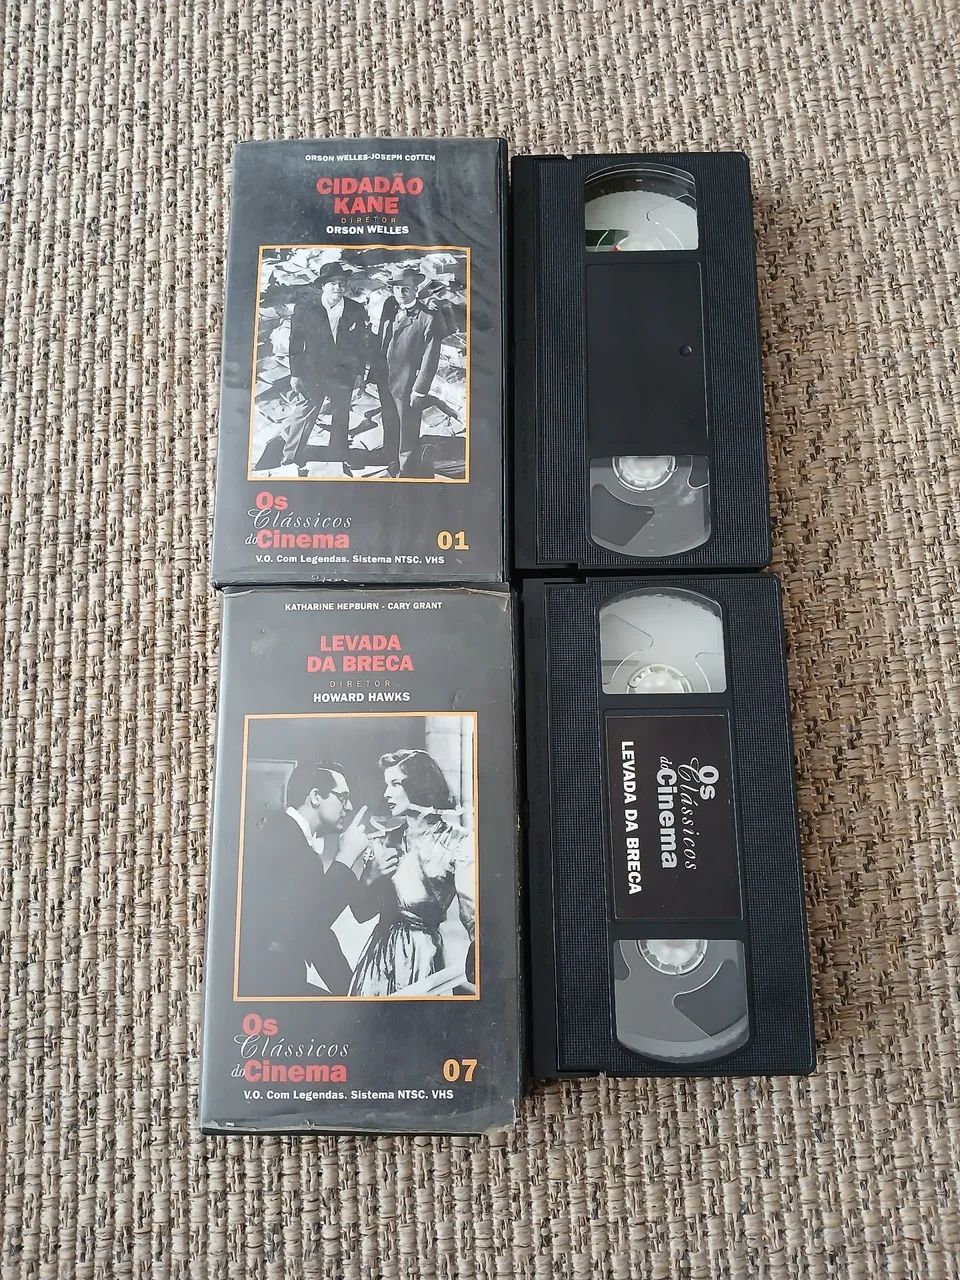 ORSON WELLES-JOSEPH COTTEN
CIDADÃO
KANE
DIRETOR
ORSON WELLES
Os
Clássicos
do Cinema
01
V.O. Com Legendas. Sistema NTSC. VHS
KATHARINE HEPBURN - CARY GRANT
LEVADA
DA BRECA
DIRETOR
HOWARD HAWKS
Os
Clássicos
do Cinema
07
V.O. Com Legendas. Sistema NTSC. VHS
Os
Clássicos
do Cinema
LEVADA DA BRECA